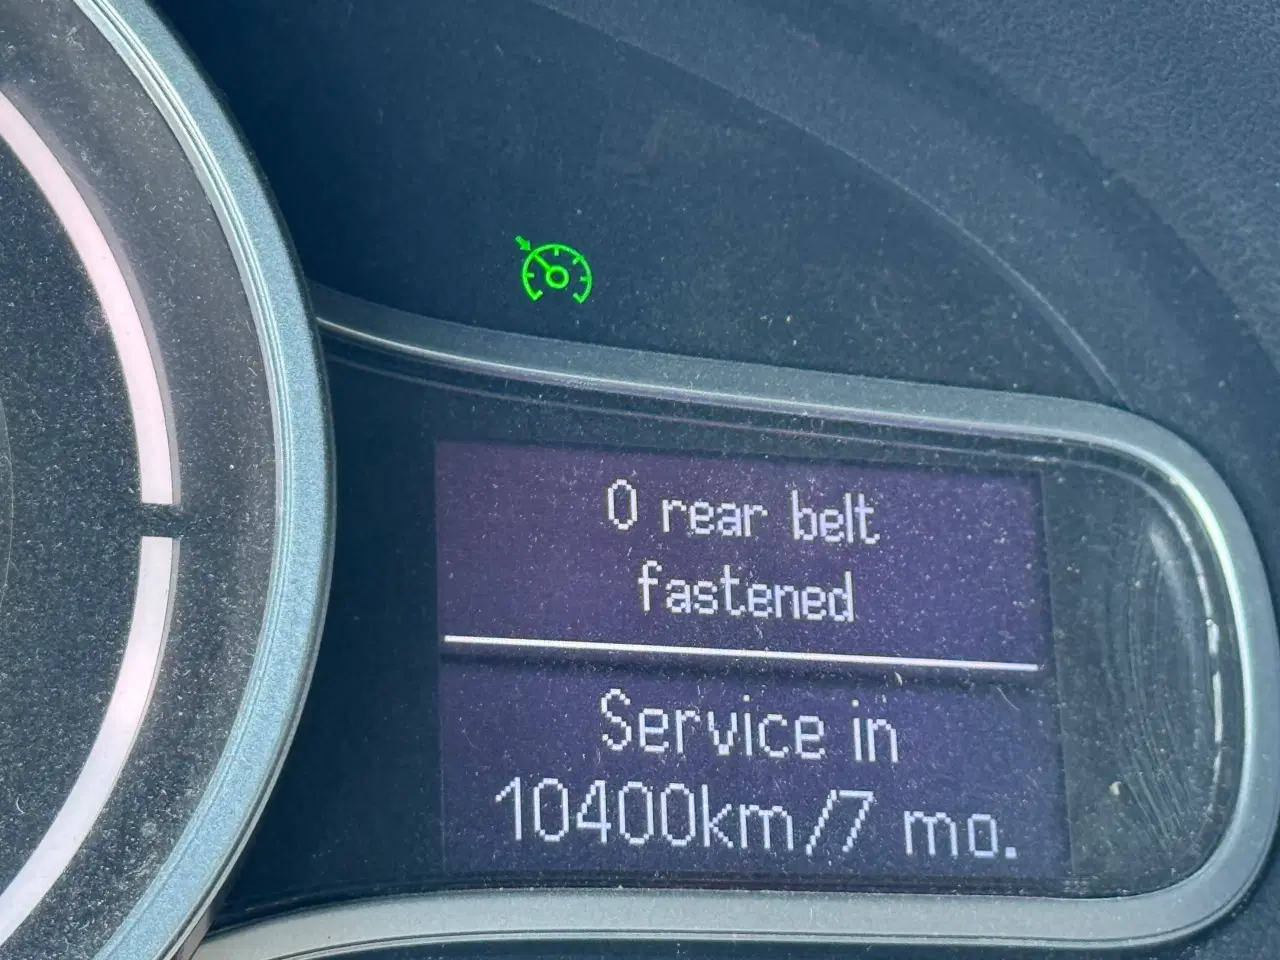 0 rear belt
fastened
Service in
10400km/7 mo.